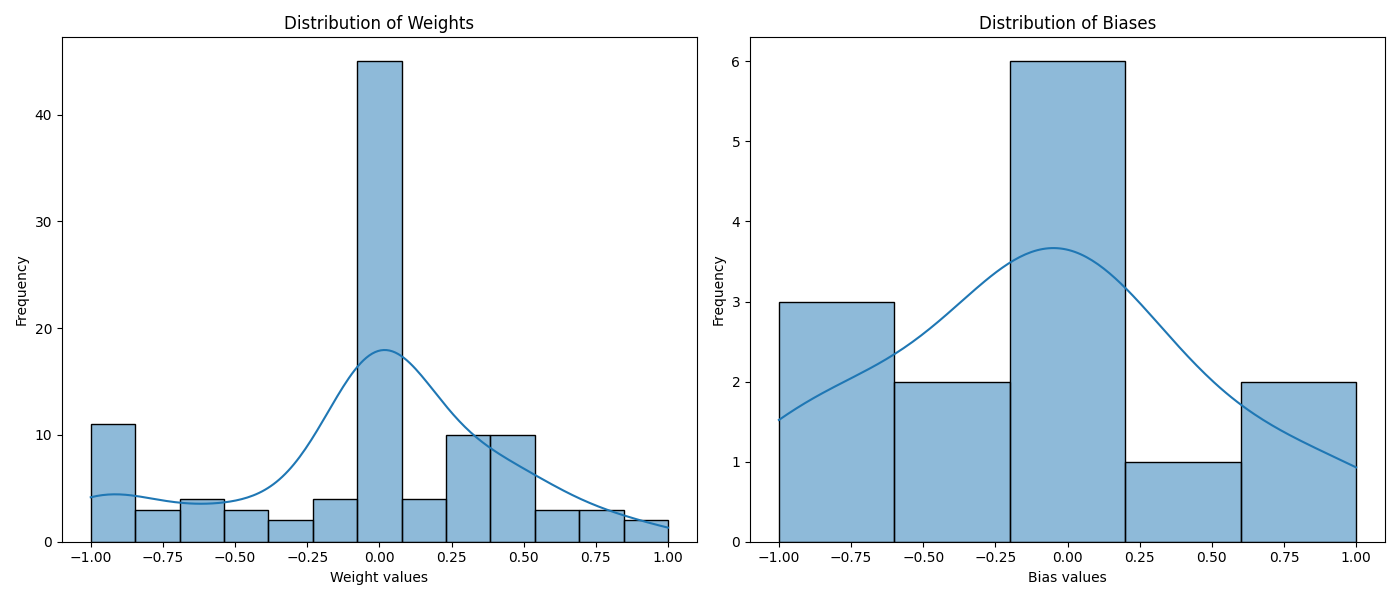 Distribution of Weights
Frequency
40
30
20
10
0
−1.00 −0.75 −0.50 −0.25 0.00 0.25 0.50 0.75 1.00
Weight values
Distribution of Biases
Frequency
6
5
4
3
2
1
0
−1.00 −0.75 −0.50 −0.25 0.00 0.25 0.50 0.75 1.00
Bias values